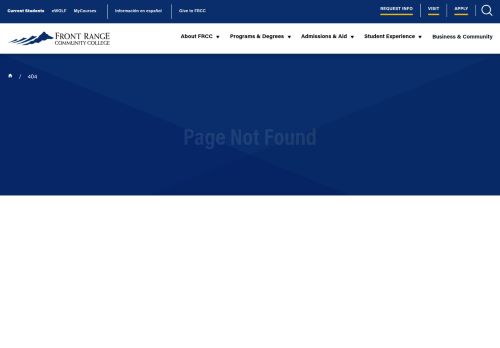 Current Students eWOLF MyCourses Información en español Give to FRCC REQUEST INFO VISIT APPLY
FRONT RANGE
COMMUNITY COLLEGE
About FRCC Programs & Degrees Admissions & Aid Student Experience Business & Community
/ 404
Page Not Found